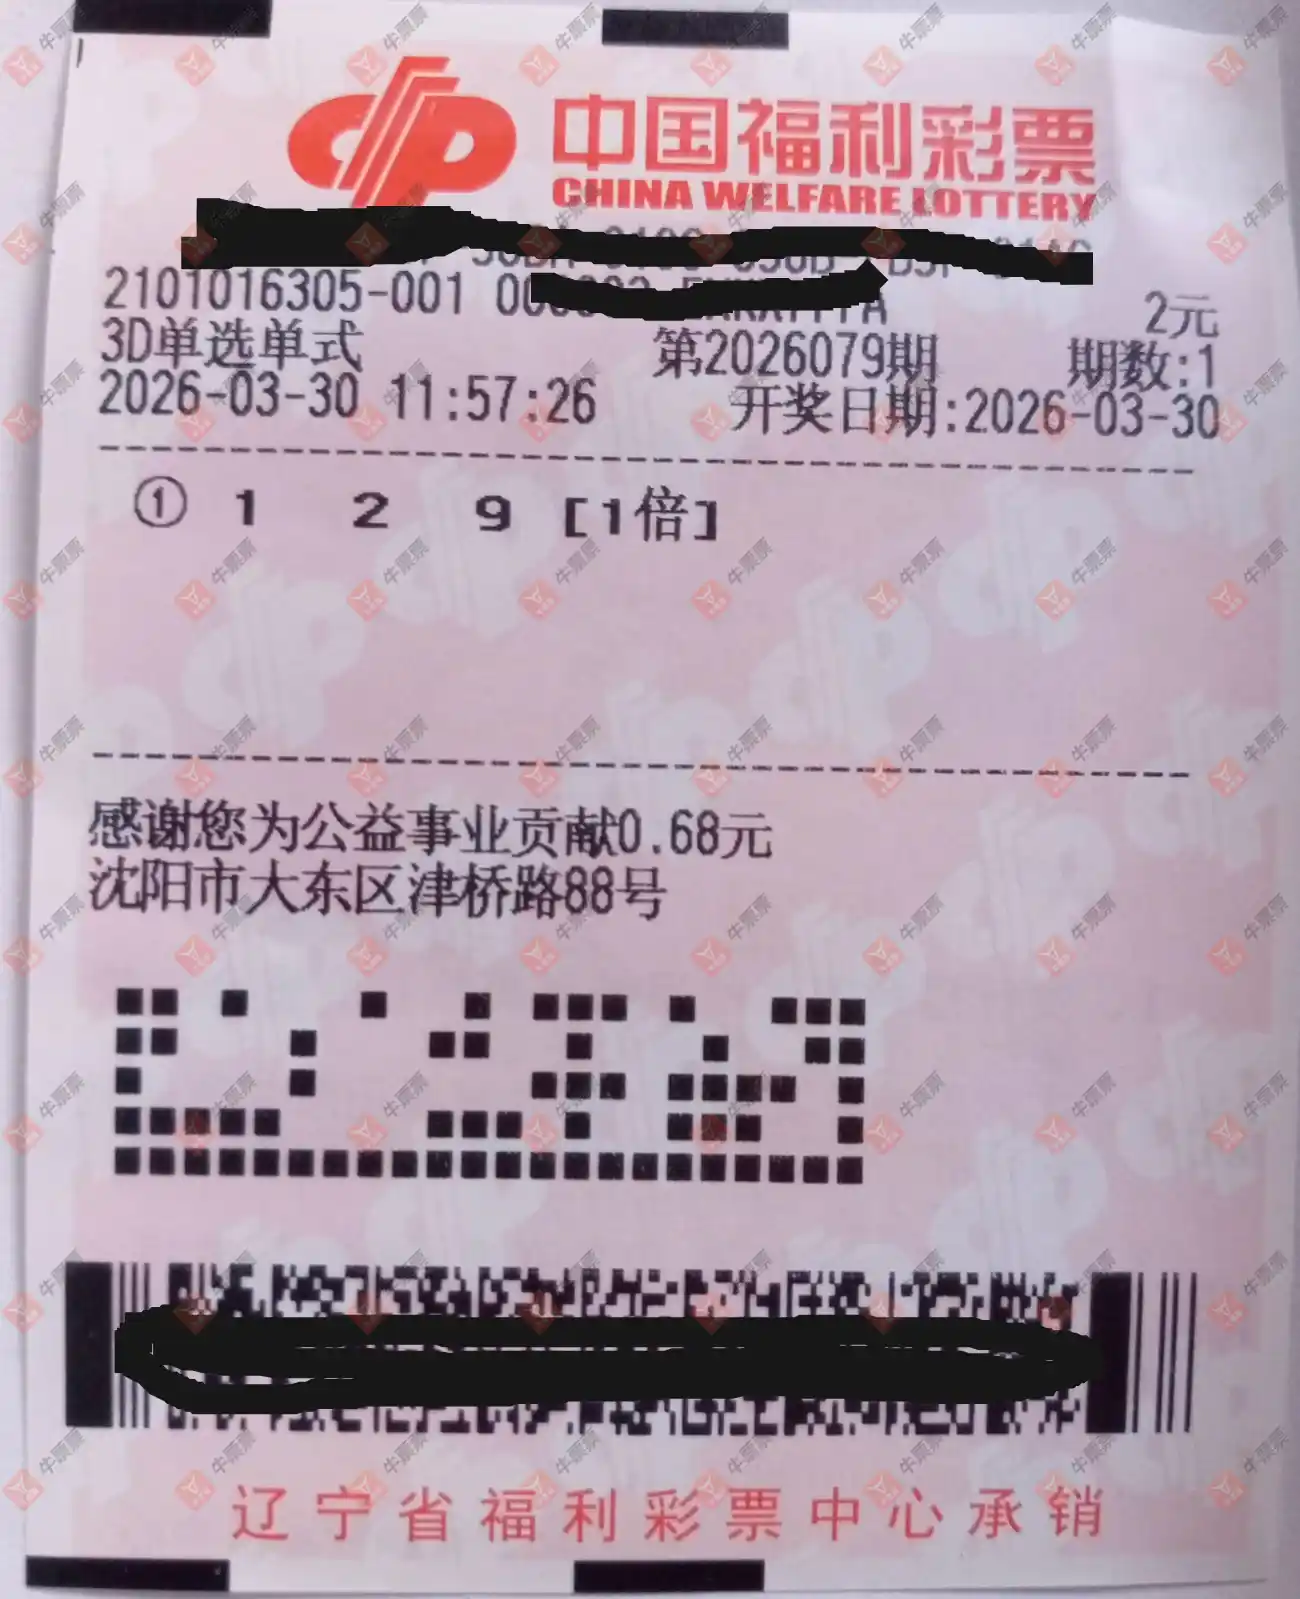 中国福利彩票
CHINA WELFARE LOTTERY
2101016305-001
2元
3D单选单式 第2026079期 期数:1
2026-03-30 11:57:26 开奖日期:2026-03-30
① 1 2 9 [1倍]
感谢您为公益事业贡献0.68元
沈阳市大东区津桥路88号
辽宁省福利彩票中心承销
牛票票